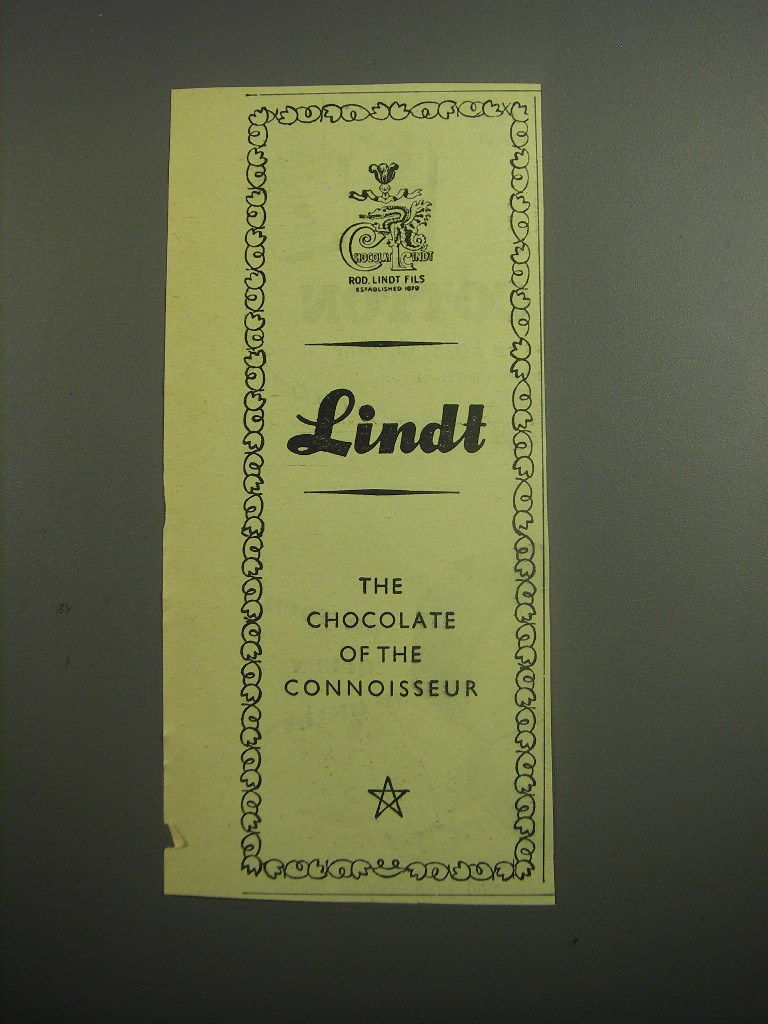 CHOCOLAT LINDT
ROD. LINDT FILS
ESTABLISHED 1879
Lindt
THE
CHOCOLATE
OF THE
CONNOISSEUR